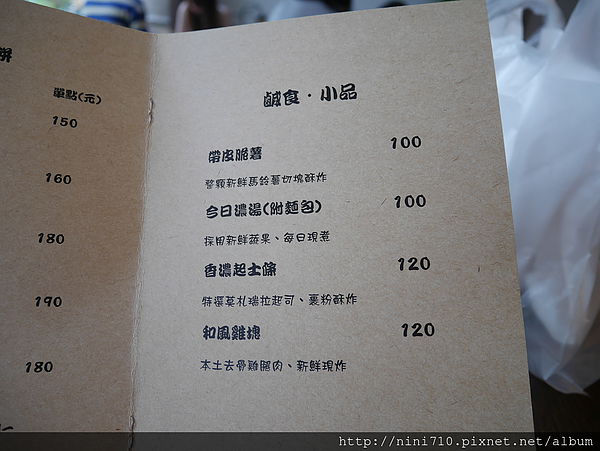 餅
單點(元)
150
160
180
190
180
鹹食·小品
帶皮脆薯 100
整顆新鮮馬鈴薯切塊酥炸
今日濃湯(附麵包) 100
採用新鮮蔬果、每日現煮
香濃起士條 120
特選莫札瑞拉起司、裹粉酥炸
和風雞塊 120
本土去骨雞腿肉、新鮮現炸
http://nini710.pixnet.net/album